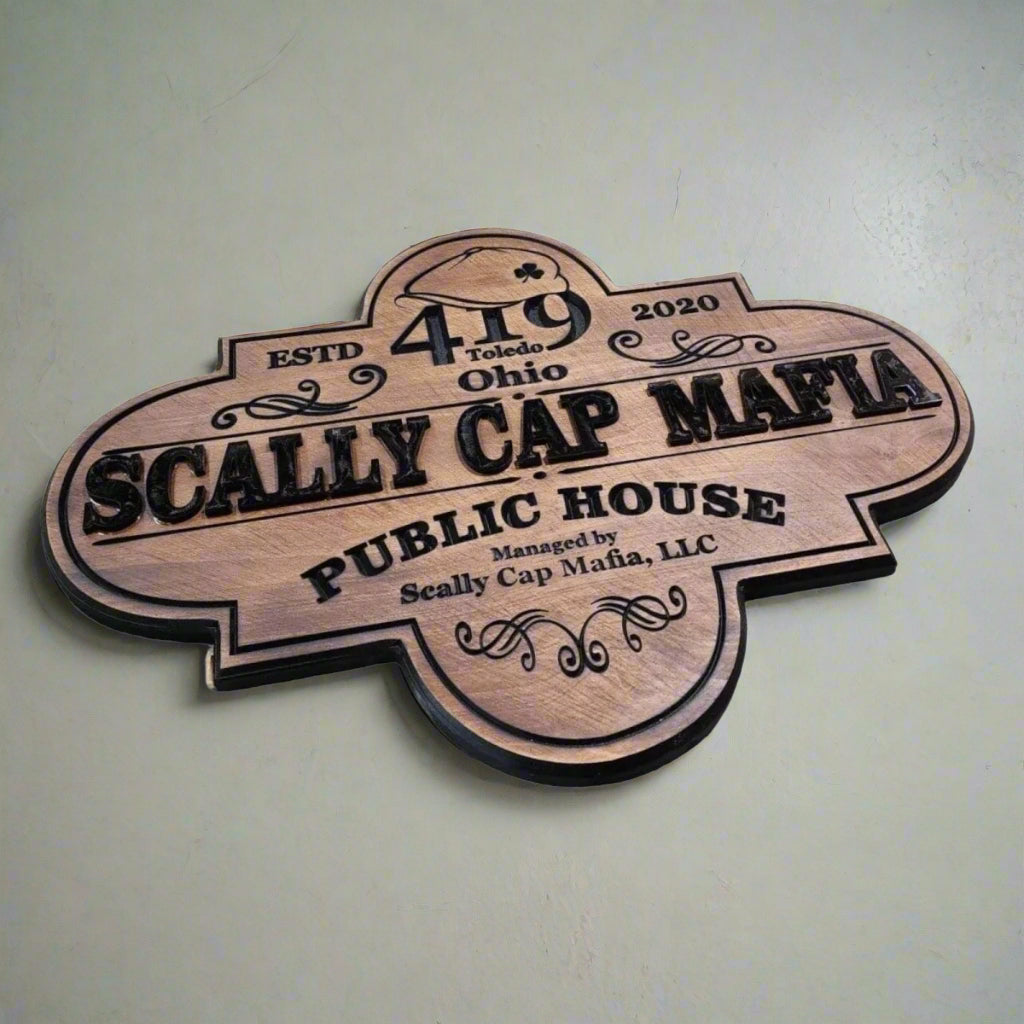 ESTD 419 2020
Toledo
Ohio
SCALLY CAP MAFIA
PUBLIC HOUSE
Managed by
Scally Cap Mafia, LLC